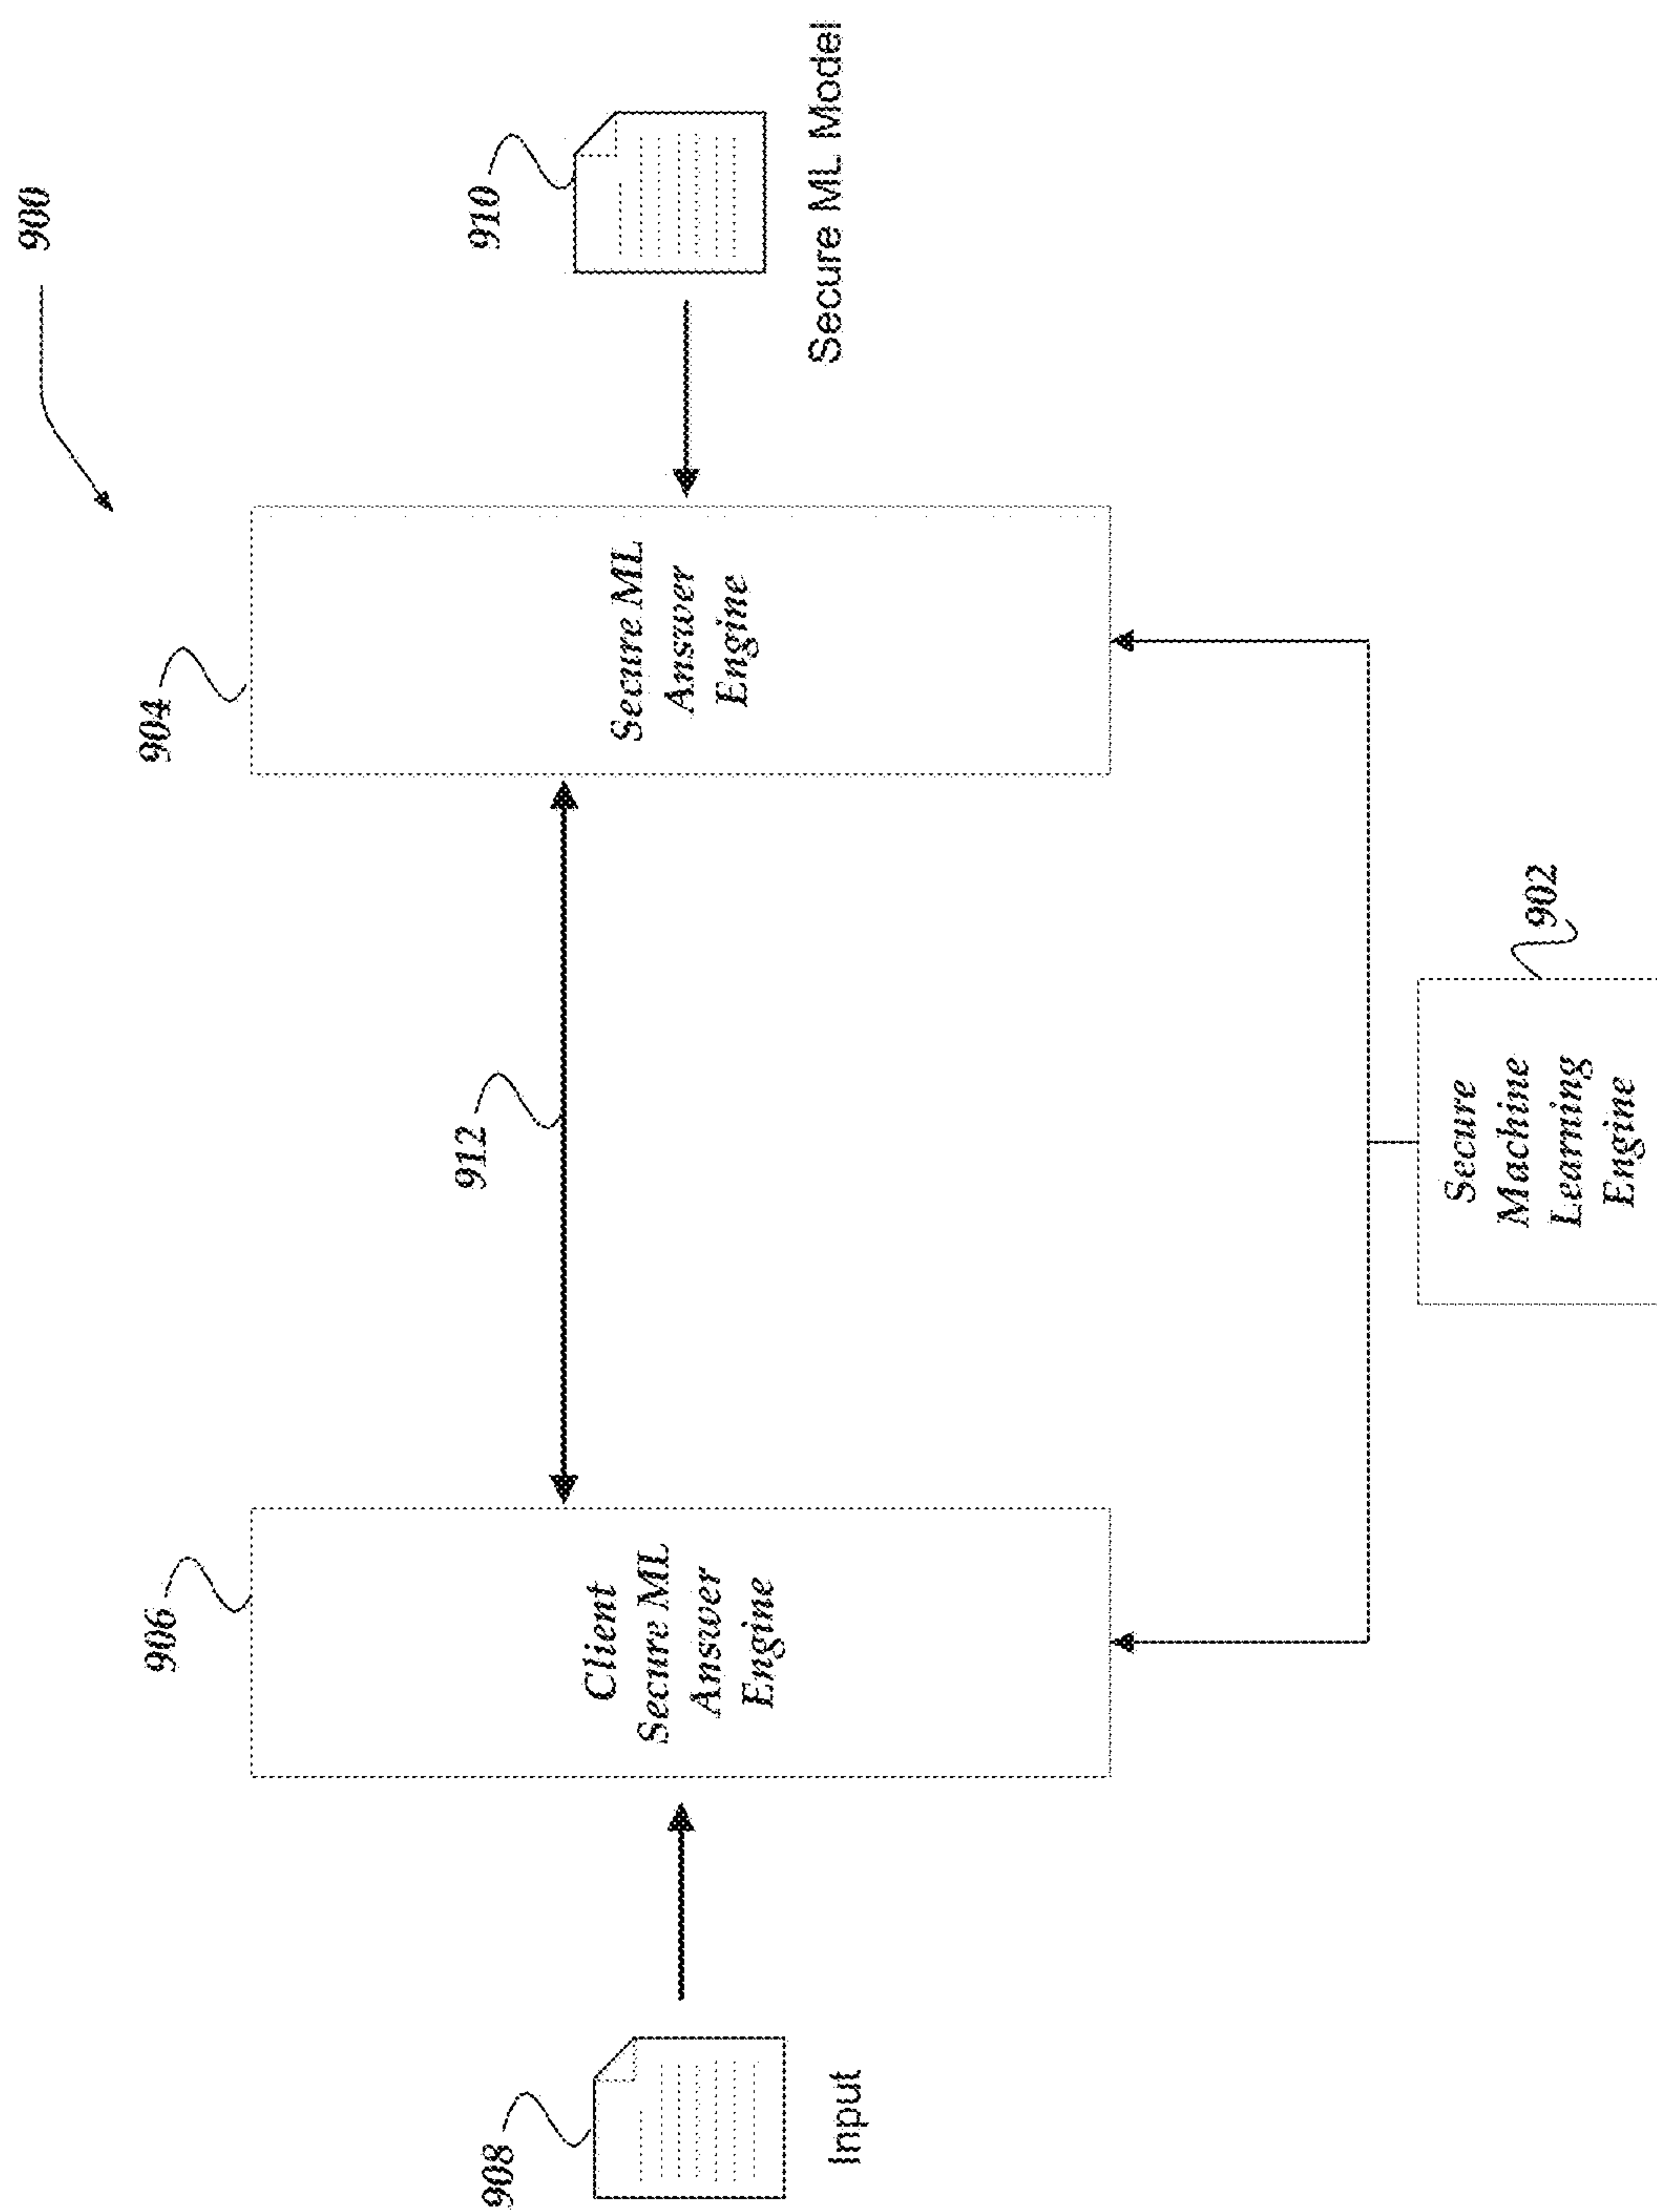 900
904
906
912
910
908
Client
Secure ML
Answer
Engine
Secure ML
Answer
Engine
Input
Secure ML Model
902
Secure
Machine
Learning
Engine